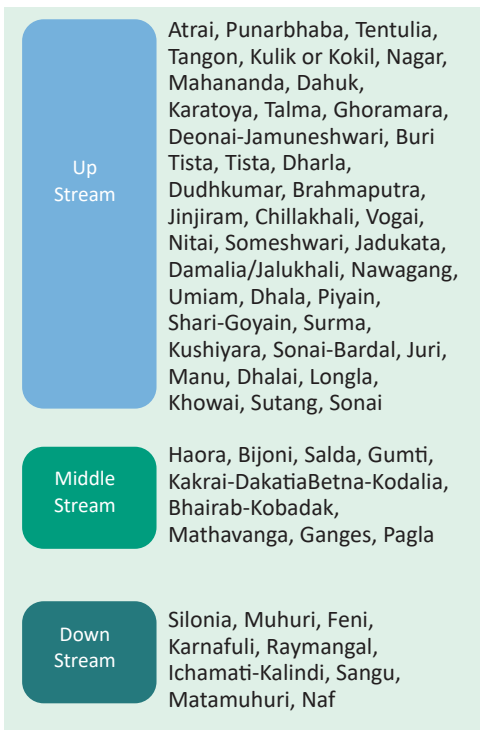 Up
Stream
Atrai, Punarbhaba, Tentulia,
Tangon, Kulik or Kokil, Nagar,
Mahananda, Dahuk,
Karatoya, Talma, Ghoramara,
Deonai-Jamuneshwari, Buri
Tista, Tista, Dharla,
Dudhkumar, Brahmaputra,
Jinjiram, Chillakhali, Vogai,
Nitai, Someshwari, Jadukata,
Damalia/Jalukhali, Nawagang,
Umiam, Dhala, Piyain,
Shari-Goyain, Surma,
Kushiyara, Sonai-Bardal, Juri,
Manu, Dhalai, Longla,
Khowai, Sutang, Sonai
Middle
Stream
Haora, Bijoni, Salda, Gumti,
Kakrai-DakatiaBetna-Kodalia,
Bhairab-Kobadak,
Mathavanga, Ganges, Pagla
Down
Stream
Silonia, Muhuri, Feni,
Karnafuli, Raymangal,
Ichamati-Kalindi, Sangu,
Matamuhuri, Naf